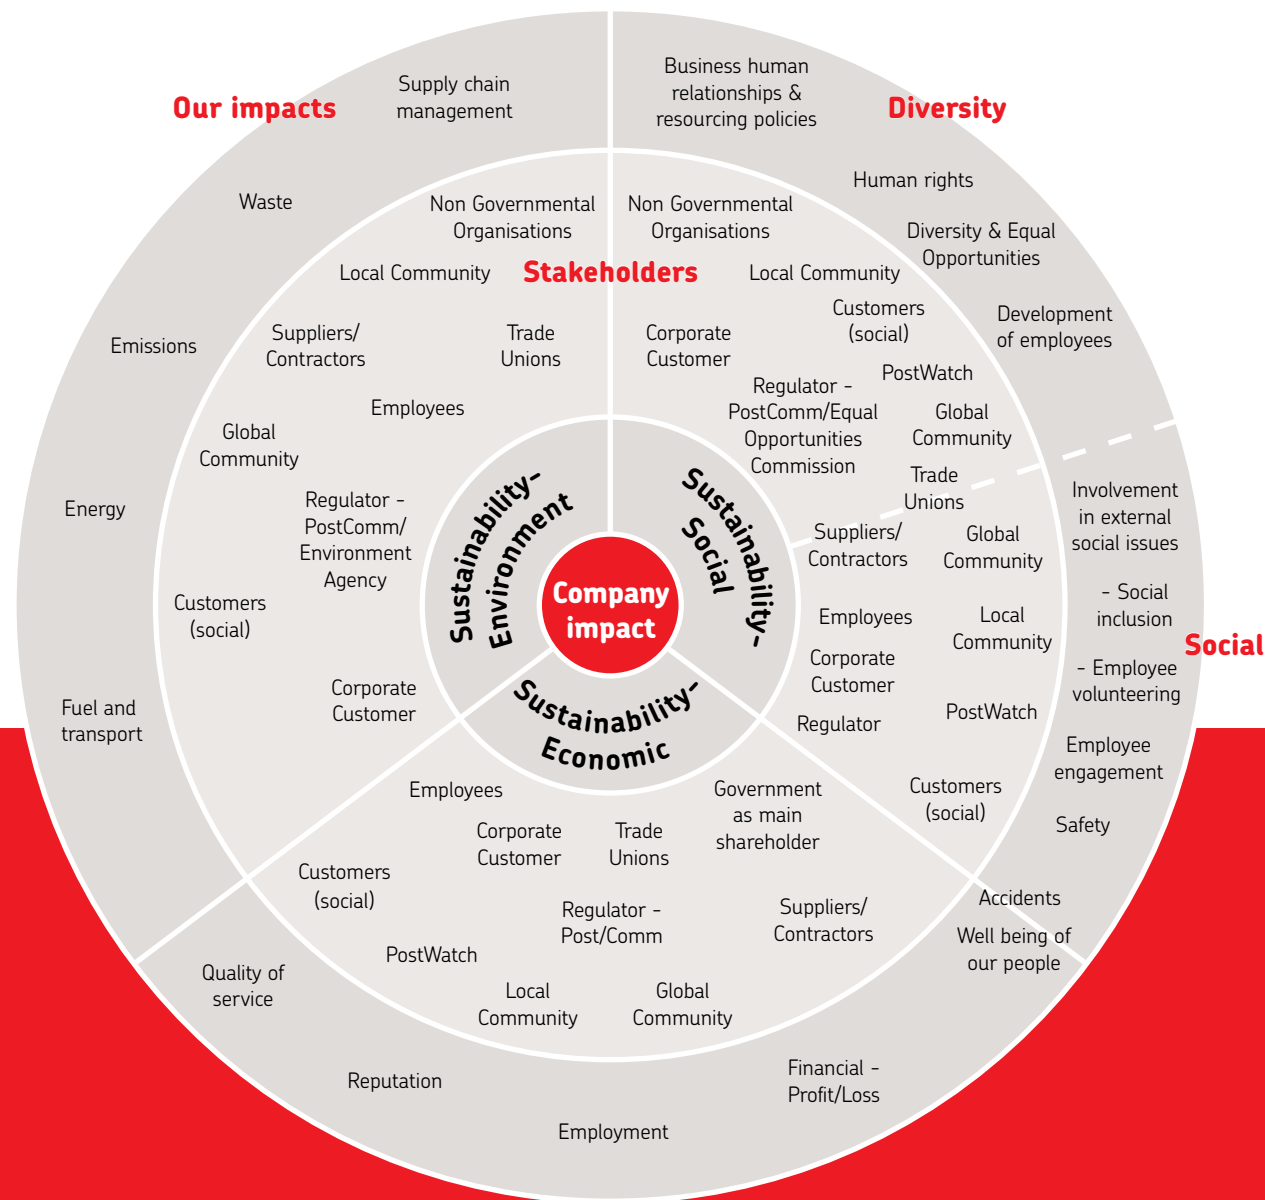 Our impacts
Supply chain
management
Waste
Emissions
Energy
Fuel and
transport
Business human
relationships &
resourcing policies
Diversity
Human rights
Diversity & Equal
Opportunities
Development
of employees
Involvement
in external
social issues
- Social
inclusion
Social
- Employee
volunteering
Employee
engagement
Safety
Accidents
Well being of
our people
Stakeholders
Non Governmental
Organisations
Local Community
Suppliers/
Contractors
Trade
Unions
Employees
Global
Community
Regulator -
PostComm/
Environment
Agency
Customers
(social)
Corporate
Customer
Non Governmental
Organisations
Local Community
Customers
(social)
Corporate
Customer
PostWatch
Regulator -
PostComm/Equal
Opportunities
Commission
Global
Community
Trade
Unions
Suppliers/
Contractors
Global
Community
Employees
Local
Community
Corporate
Customer
Regulator
PostWatch
Customers
(social)
Sustainability-
Environment
Sustainability-
Social
Company
impact
Sustainability-
Economic
Employees
Corporate
Customer
Trade
Unions
Government
as main
shareholder
Customers
(social)
Regulator -
Post/Comm
Suppliers/
Contractors
PostWatch
Local
Community
Global
Community
Quality of
service
Reputation
Employment
Financial -
Profit/Loss